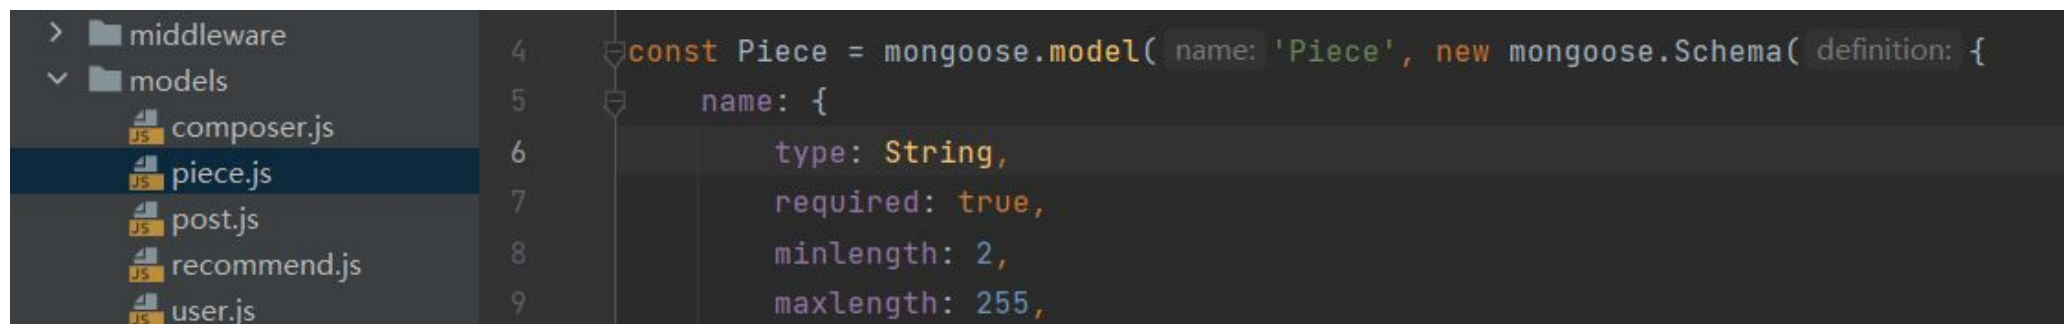 middleware
models
composer.js
piece.js
post.js
recommend.js
user.js
4 const Piece = mongoose.model( name: 'Piece', new mongoose.Schema( definition: {
5 name: {
6 type: String,
7 required: true,
8 minlength: 2,
9 maxlength: 255,